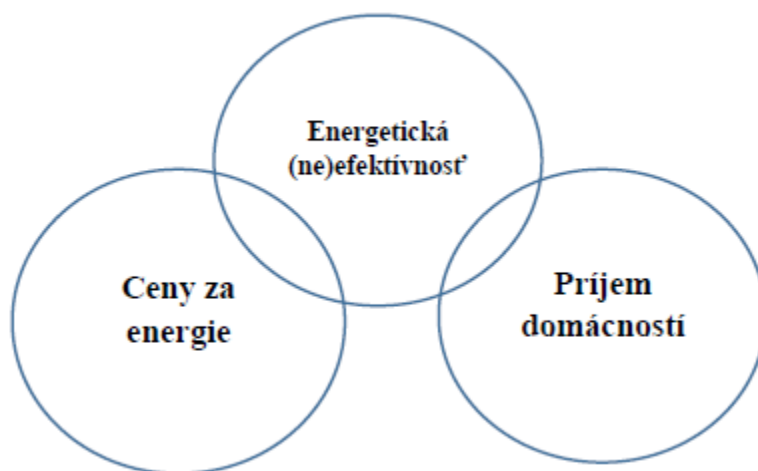 Energetická
(ne)efektívnosť
Ceny za
energie
Príjem
domácností